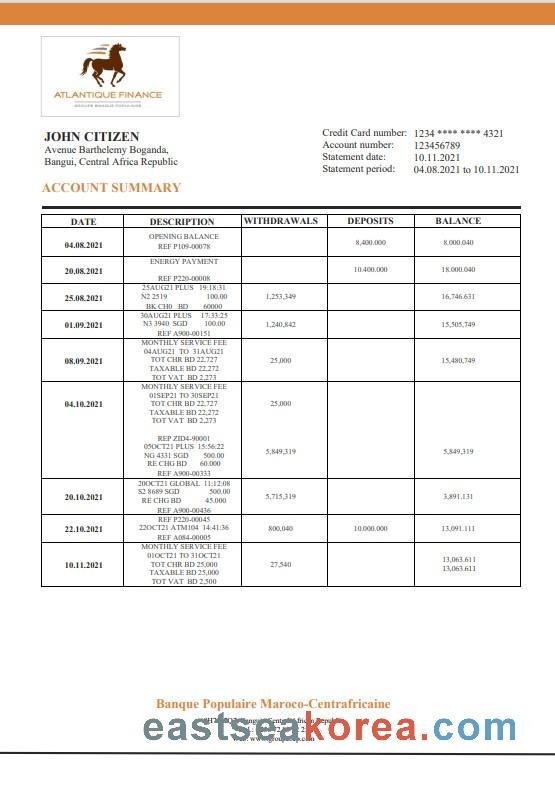 ATLANTIQUE FINANCE
GROUPE BANQUE POPULAIRE
JOHN CITIZEN
Avenue Barthelemy Boganda,
Bangui, Central Africa Republic
Credit Card number: 1234 **** **** 4321
Account number: 123456789
Statement date: 10.11.2021
Statement period: 04.08.2021 to 10.11.2021
ACCOUNT SUMMARY
DATE DESCRIPTION WITHDRAWALS DEPOSITS BALANCE
OPENING BALANCE
04.08.2021 REF P109-00078 8,400.000 8.000.040
ENERGY PAYMENT
20.08.2021 10.400.000 18.000.040
REF P220-00008
25AUG21 PLUS 19:18:31
25.08.2021 N2 2519 100.00 1,253,349 16,746.631
BK CH0 BD 60000
30AUG21 PLUS 17:33:25
01.09.2021 N3 3940 SGD 100.00 1,240,842 15,505,749
REF A900-00151
MONTHLY SERVICE FEE
04AUG21 TO 31AUG21
08.09.2021 TOT CHR BD 22,727 25,000 15,480,749
TAXABLE BD 22,272
TOT VAT BD 2,273
MONTHLY SERVICE FEE
01SEP21 TO 30SEP21
04.10.2021 TOT CHR BD 22,727 25,000
TAXABLE BD 22,272
TOT VAT BD 2,273
REP ZID4-90001
05OCT21 PLUS 15:56:22
NG 4331 SGD 500.00 5,849,319 5,849,319
RE CHG BD 60.000
REF A900-00333
20OCT21 GLOBAL 11:12:08
20.10.2021 S2 8689 SGD 500.00 5,715,319 3,891.131
RE CHG BD 45.000
REF A900-00436
REF P220-00045
22.10.2021 22OCT21 ATM104 14:41:36 800,040 10.000.000 13,091.111
REF A084-00005
MONTHLY SERVICE FEE
01OCT21 TO 31OCT21
10.11.2021 TOT CHR BD 25,000 27,540 13,063.611
TAXABLE BD 25,000 13,063.611
TOT VAT BD 2,500
Banque Populaire Maroco-Centrafricaine
eastseakorea.com